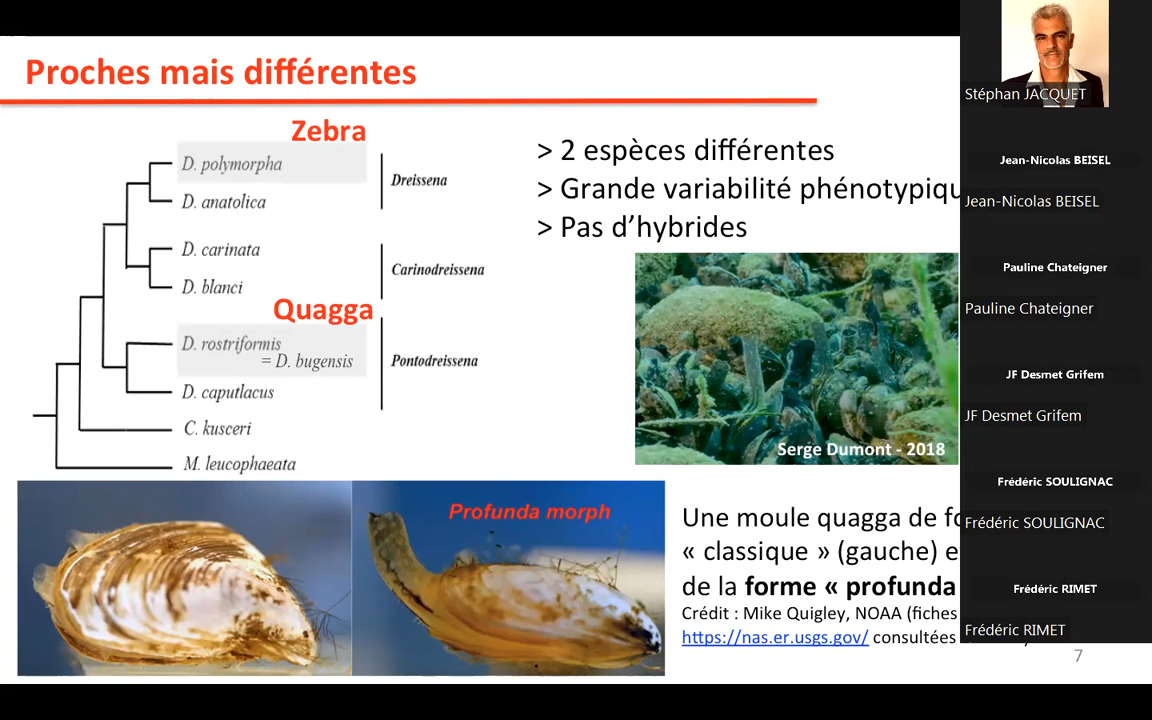 Proches mais différentes
Zebra
D. polymorpha
Dreissena
D. anatolica
D. carinata
Carinodreissena
D. blanci
Quagga
D. rostriformis
= D. bugensis
Pontodreissena
D. caputlacus
C. kusceri
M. leucophaeata
> 2 espèces différentes
> Grande variabilité phénotypiqu
> Pas d’hybrides
Serge Dumont - 2018
Profunda morph
Une moule quagga de fo
« classique » (gauche) e
de la forme « profunda
Crédit : Mike Quigley, NOAA (fiches
https://nas.er.usgs.gov/ consultées
7
Stéphan JACQUET
Jean-Nicolas BEISEL
Jean-Nicolas BEISEL
Pauline Chateigner
Pauline Chateigner
JF Desmet Grifem
JF Desmet Grifem
Frédéric SOULIGNAC
Frédéric SOULIGNAC
Frédéric RIMET
Frédéric RIMET